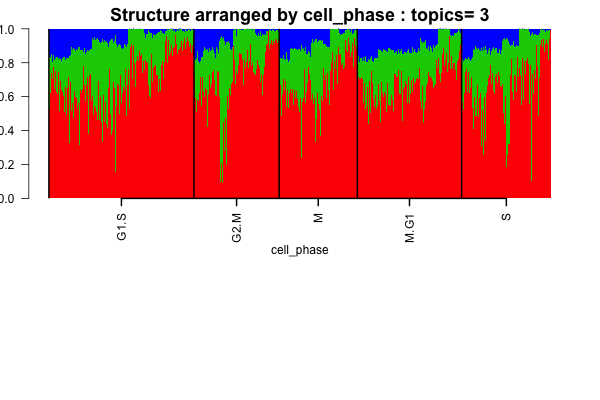 Structure arranged by cell_phase : topics= 3
1.0
0.8
0.6
0.4
0.2
0.0
G1.S
G2.M
M
M.G1
S
cell_phase